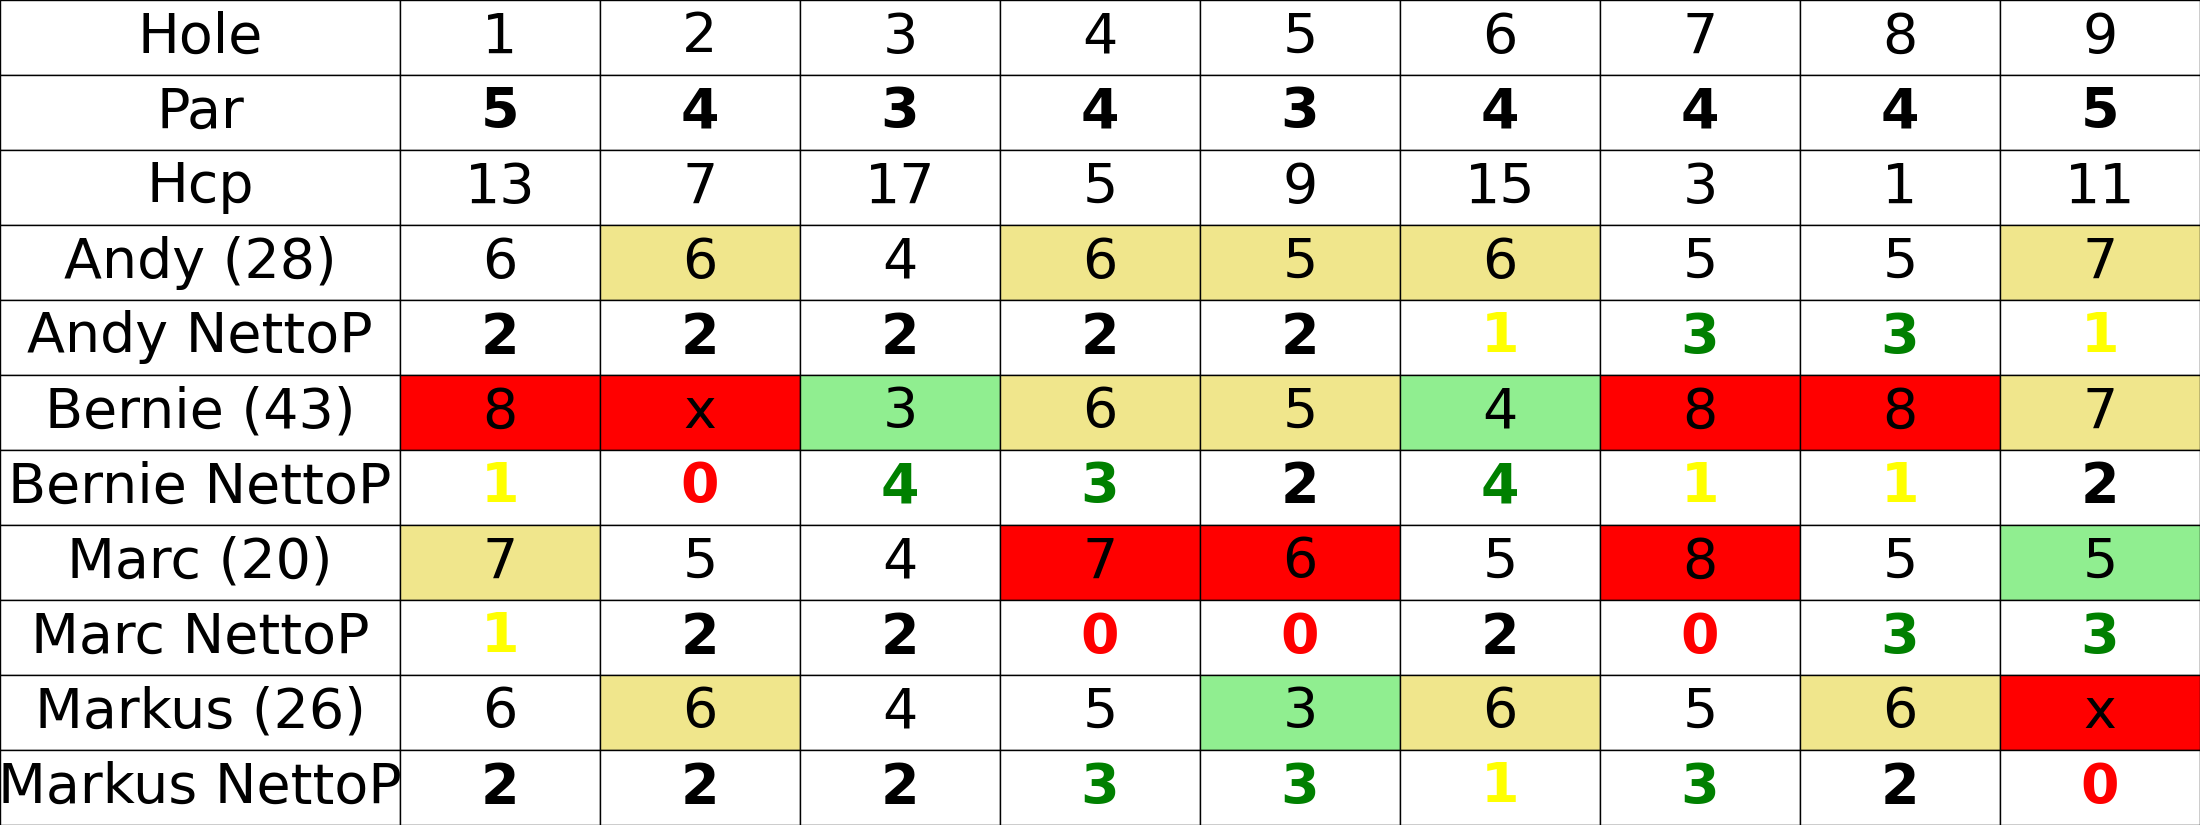 Hole 1 2 3 4 5 6 7 8 9
Par 5 4 3 4 3 4 4 4 5
Hcp 13 7 17 5 9 15 3 1 11
Andy (28) 6 6 4 6 5 6 5 5 7
Andy NettoP 2 2 2 2 2 1 3 3 1
Bernie (43) 8 x 3 6 5 4 8 8 7
Bernie NettoP 1 0 4 3 2 4 1 1 2
Marc (20) 7 5 4 7 6 5 8 5 5
Marc NettoP 1 2 2 0 0 2 0 3 3
Markus (26) 6 6 4 5 3 6 5 6 x
Markus NettoP 2 2 2 3 3 1 3 2 0